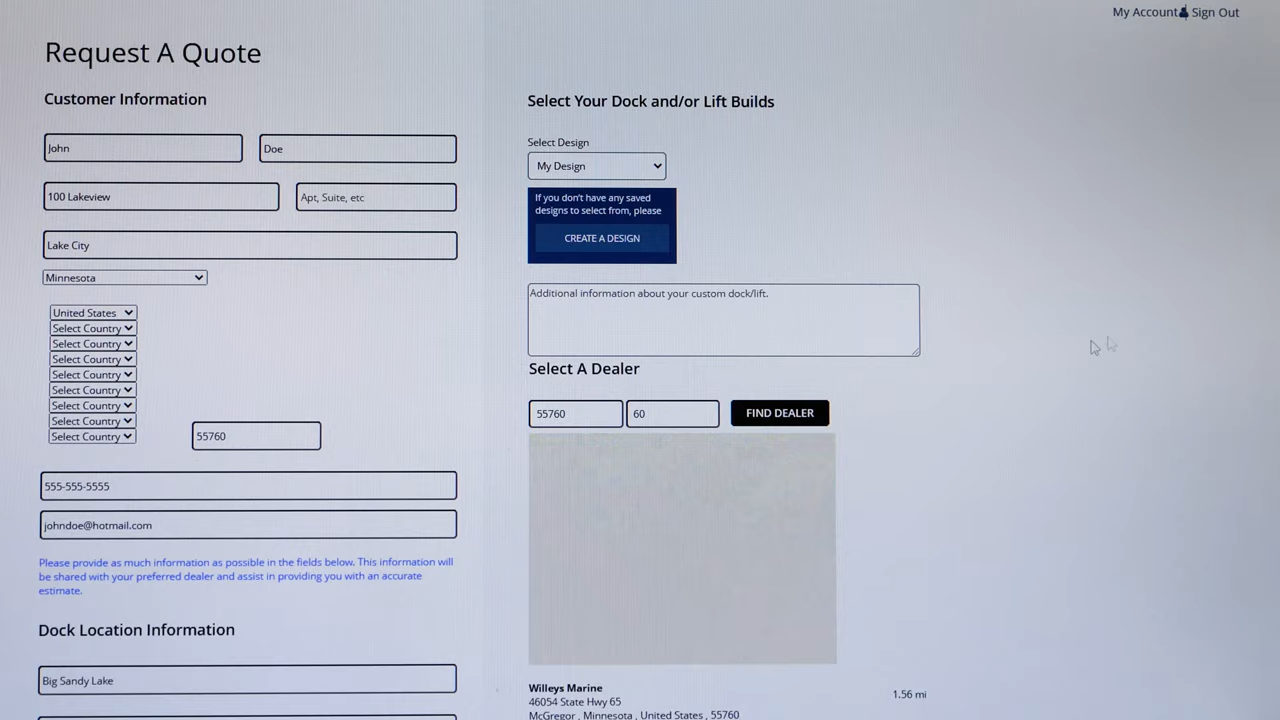 My Account Sign Out
Request A Quote
Customer Information
John
Doe
100 Lakeview
Apt, Suite, etc
Lake City
Minnesota
United States
Select Country
Select Country
Select Country
Select Country
Select Country
Select Country
Select Country
Select Country
55760
555-555-5555
johndoe@hotmail.com
Please provide as much information as possible in the fields below. This information will
be shared with your preferred dealer and assist in providing you with an accurate
estimate.
Dock Location Information
Big Sandy Lake
Select Your Dock and/or Lift Builds
Select Design
My Design
If you don't have any saved
designs to select from, please
CREATE A DESIGN
Additional information about your custom dock/lift.
Select A Dealer
55760
60
FIND DEALER
Willeys Marine
1.56 mi
46054 State Hwy 65
McGregor , Minnesota , United States , 55760